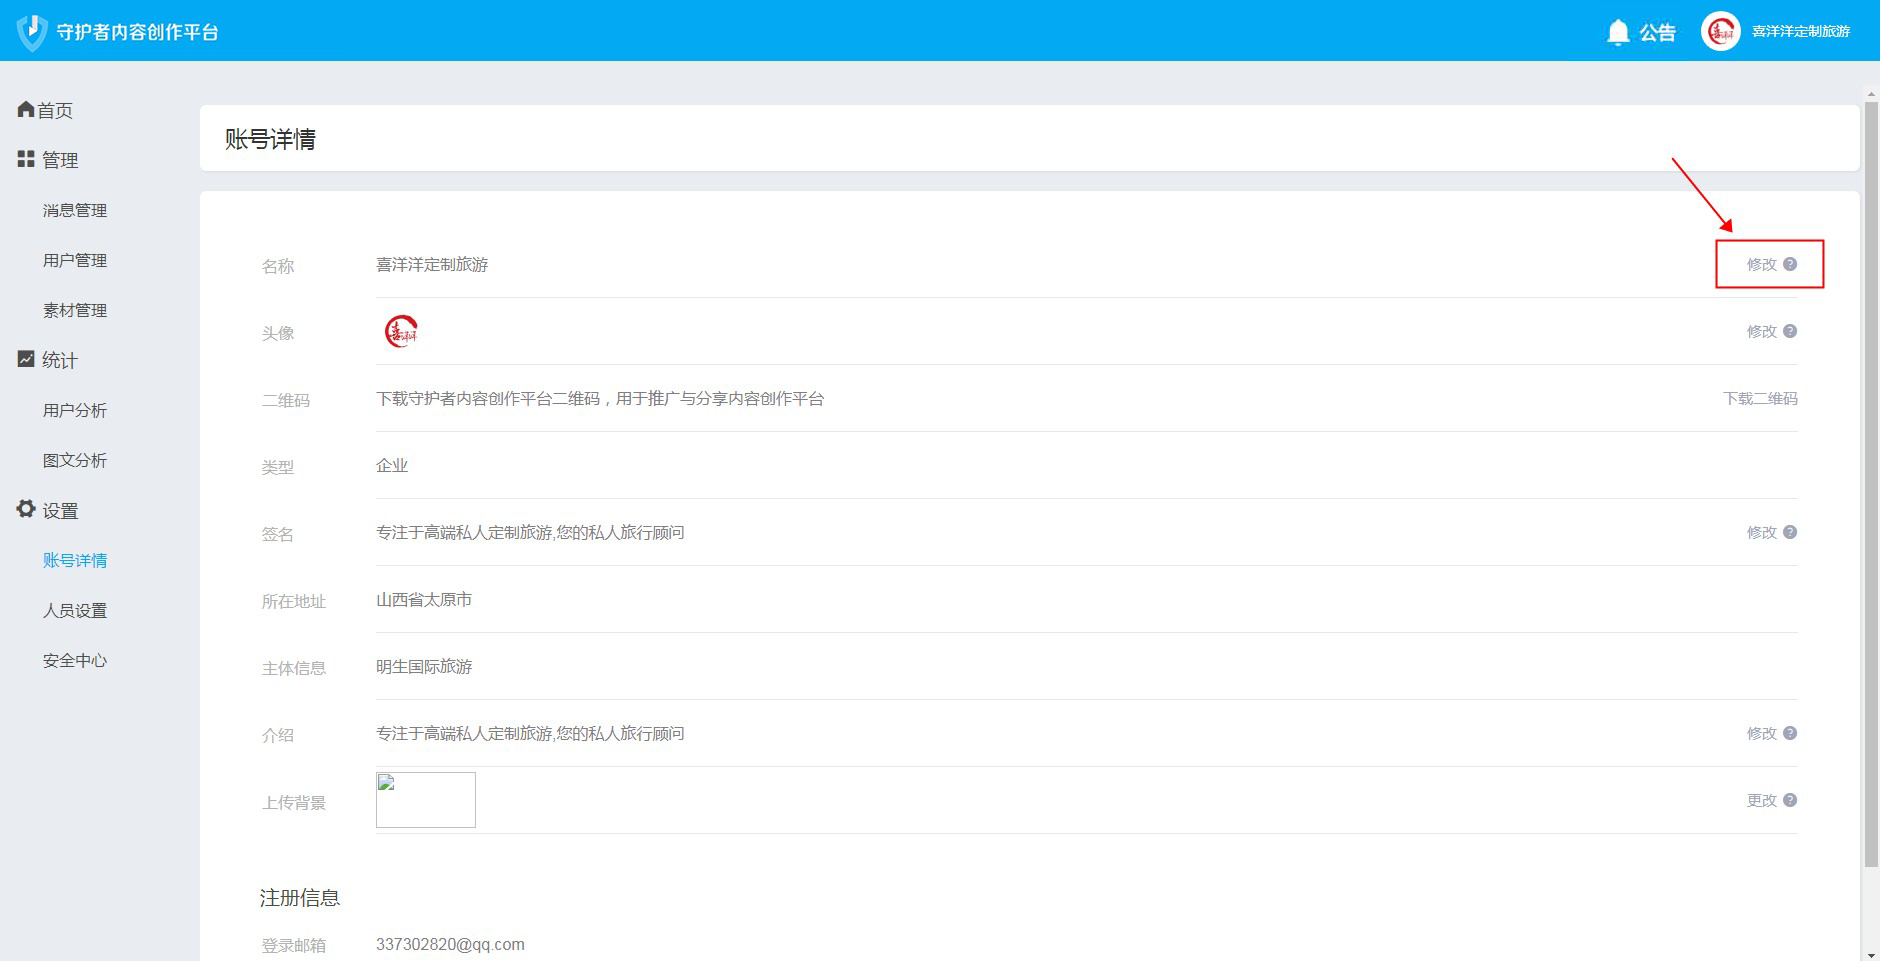 守护者内容创作平台
公告
喜洋洋定制旅游
首页
管理
消息管理
用户管理
素材管理
统计
用户分析
图文分析
设置
账号详情
人员设置
安全中心
账号详情
名称 喜洋洋定制旅游 修改 ?
头像 喜洋洋 修改 ?
二维码 下载守护者内容创作平台二维码，用于推广与分享内容创作平台 下载二维码
类型 企业
签名 专注于高端私人定制旅游,您的私人旅行顾问 修改 ?
所在地址 山西省太原市
主体信息 明生国际旅游
介绍 专注于高端私人定制旅游,您的私人旅行顾问 修改 ?
上传背景 更改 ?
注册信息
登录邮箱 337302820@qq.com